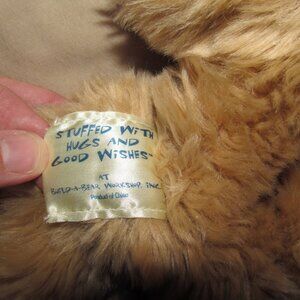 STUFFED WITH
HUGS AND
GOOD WISHES™
AT
BUILD-A-BEAR WORKSHOP, INC.
Product of China